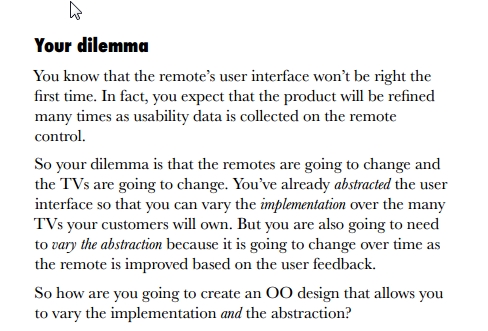 Your dilemma
You know that the remote’s user interface won’t be right the
first time. In fact, you expect that the product will be refined
many times as usability data is collected on the remote
control.
So your dilemma is that the remotes are going to change and
the TVs are going to change. You’ve already abstracted the user
interface so that you can vary the implementation over the many
TVs your customers will own. But you are also going to need
to vary the abstraction because it is going to change over time as
the remote is improved based on the user feedback.
So how are you going to create an OO design that allows you
to vary the implementation and the abstraction?